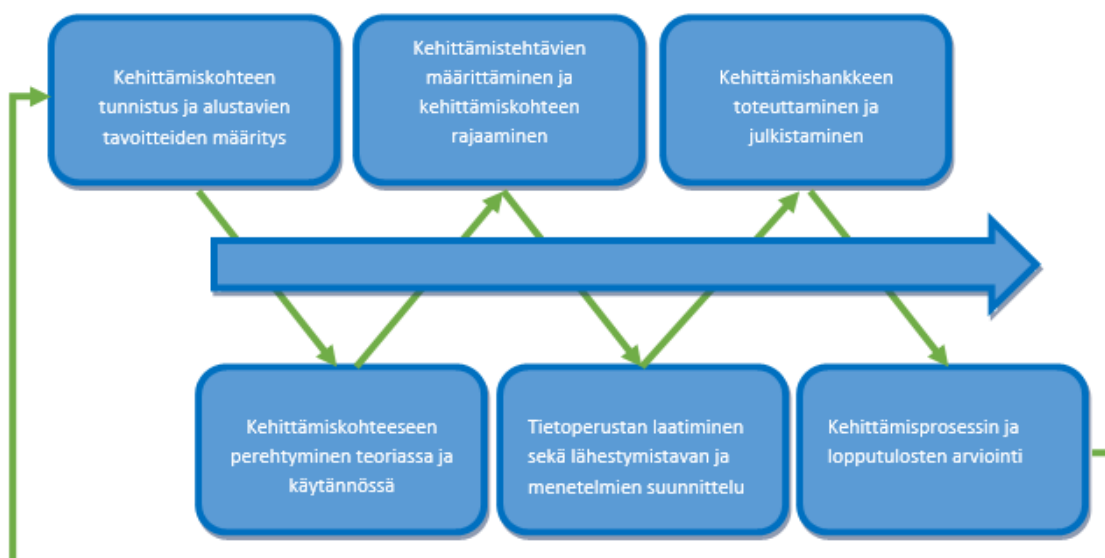 Kehittämiskohteen
tunnistus ja alustavien
tavoitteiden määritys
Kehittämistehtävien
määrittäminen ja
kehittämiskohteen
rajaaminen
Kehittämishankkeen
toteuttaminen ja
julkistaminen
Kehittämiskohteeseen
perehtyminen teoriassa ja
käytännössä
Tietoperustan laatiminen
sekä lähestymistavan ja
menetelmien suunnittelu
Kehittämisprosessin ja
lopputulosten arviointi